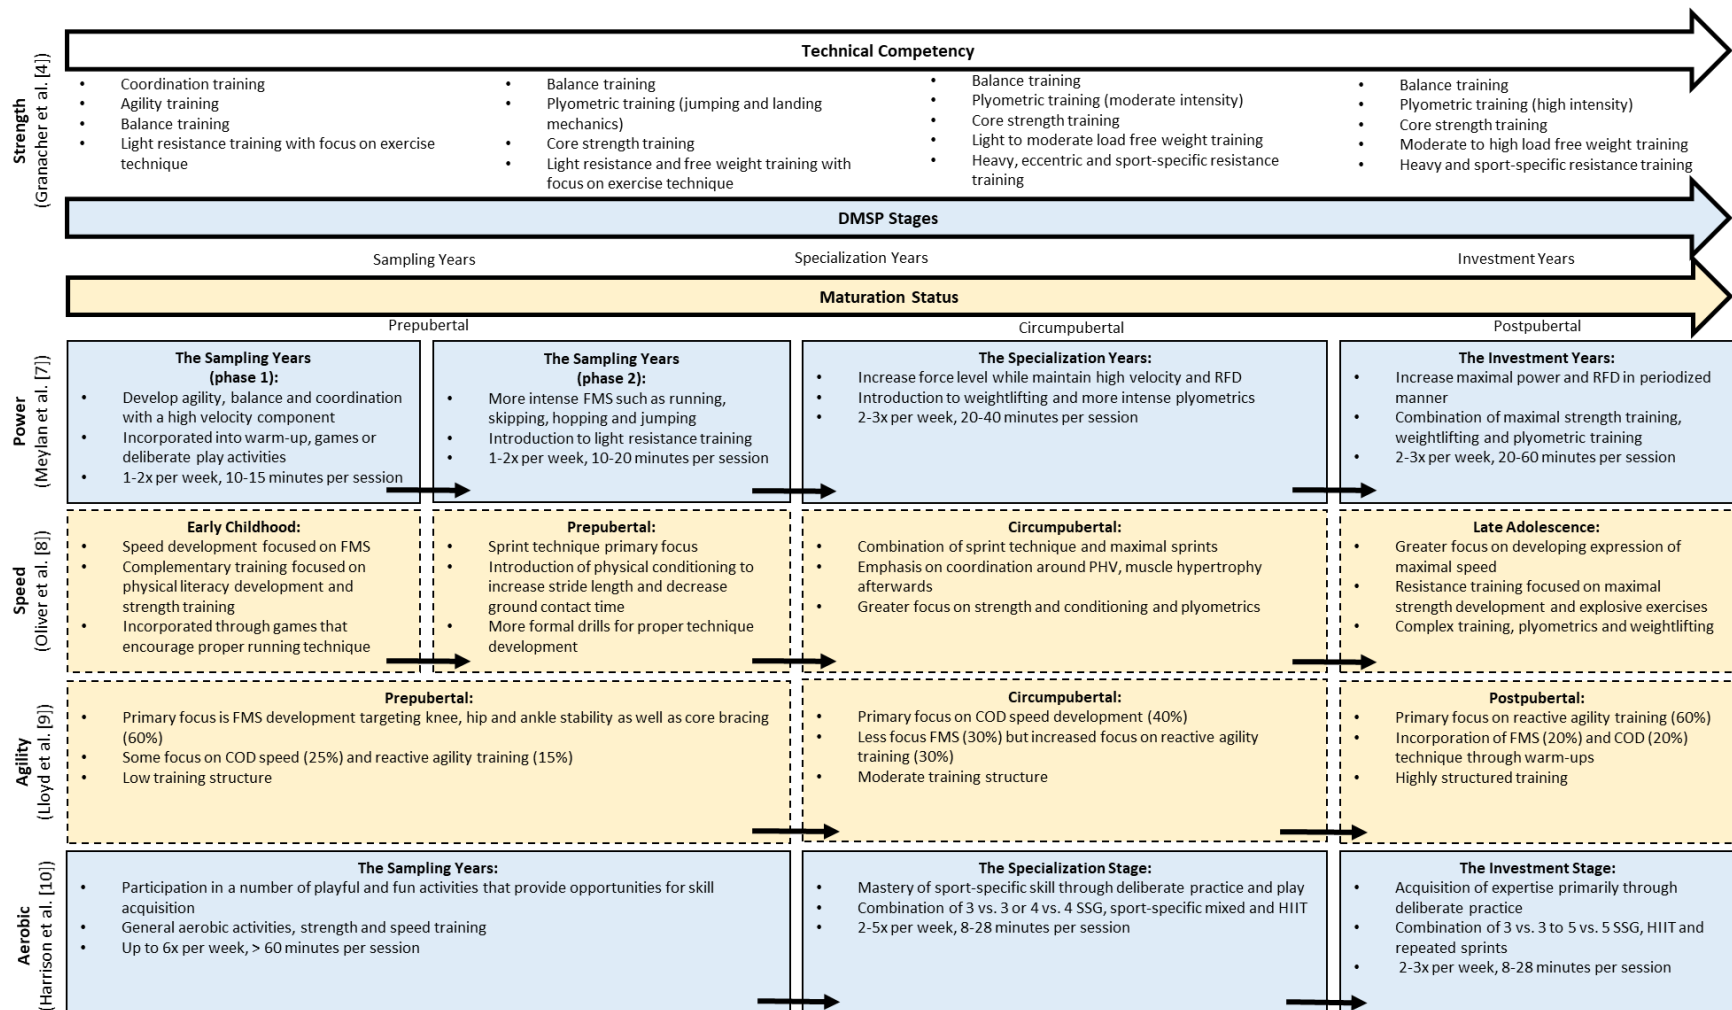 Technical Competency
Strength
(Granacher et al. [4])
• Coordination training
• Agility training
• Balance training
• Light resistance training with focus on exercise
technique
• Balance training
• Plyometric training (jumping and landing
mechanics)
• Core strength training
• Light resistance and free weight training with
focus on exercise technique
• Balance training
• Plyometric training (moderate intensity)
• Core strength training
• Light to moderate load free weight training
• Heavy, eccentric and sport-specific resistance
training
• Balance training
• Plyometric training (high intensity)
• Core strength training
• Moderate to high load free weight training
• Heavy and sport-specific resistance training
DMSP Stages
Sampling Years
Specialization Years
Investment Years
Maturation Status
Prepubertal
Circumpubertal
Postpubertal
Power
(Meylan et al. [7])
The Sampling Years
(phase 1):
• Develop agility, balance and coordination
with a high velocity component
• Incorporated into warm-up, games or
deliberate play activities
• 1-2x per week, 10-15 minutes per session
The Sampling Years
(phase 2):
• More intense FMS such as running,
skipping, hopping and jumping
• Introduction to light resistance training
• 1-2x per week, 10-20 minutes per session
The Specialization Years:
• Increase force level while maintain high velocity and RFD
• Introduction to weightlifting and more intense plyometrics
• 2-3x per week, 20-40 minutes per session
The Investment Years:
• Increase maximal power and RFD in periodized
manner
• Combination of maximal strength training,
weightlifting and plyometric training
• 2-3x per week, 20-60 minutes per session
Speed
(Oliver et al. [8])
Early Childhood:
• Speed development focused on FMS
• Complementary training focused on
physical literacy development and
strength training
• Incorporated through games that
encourage proper running technique
Prepubertal:
• Sprint technique primary focus
• Introduction of physical conditioning to
increase stride length and decrease
ground contact time
• More formal drills for proper technique
development
Circumpubertal:
• Combination of sprint technique and maximal sprints
• Emphasis on coordination around PHV, muscle hypertrophy
afterwards
• Greater focus on strength and conditioning and plyometrics
Late Adolescence:
• Greater focus on developing expression of
maximal speed
• Resistance training focused on maximal
strength development and explosive exercises
• Complex training, plyometrics and weightlifting
Agility
(Lloyd et al. [9])
Prepubertal:
• Primary focus is FMS development targeting knee, hip and ankle stability as well as core bracing
(60%)
• Some focus on COD speed (25%) and reactive agility training (15%)
• Low training structure
Circumpubertal:
• Primary focus on COD speed development (40%)
• Less focus FMS (30%) but increased focus on reactive agility
training (30%)
• Moderate training structure
Postpubertal:
• Primary focus on reactive agility training (60%)
• Incorporation of FMS (20%) and COD (20%)
technique through warm-ups
• Highly structured training
Aerobic
(Harrison et al. [10])
The Sampling Years:
• Participation in a number of playful and fun activities that provide opportunities for skill
acquisition
• General aerobic activities, strength and speed training
• Up to 6x per week, > 60 minutes per session
The Specialization Stage:
• Mastery of sport-specific skill through deliberate practice and play
• Combination of 3 vs. 3 or 4 vs. 4 SSG, sport-specific mixed and HIIT
• 2-5x per week, 8-28 minutes per session
The Investment Stage:
• Acquisition of expertise primarily through
deliberate practice
• Combination of 3 vs. 3 to 5 vs. 5 SSG, HIIT and
repeated sprints
• 2-3x per week, 8-28 minutes per session